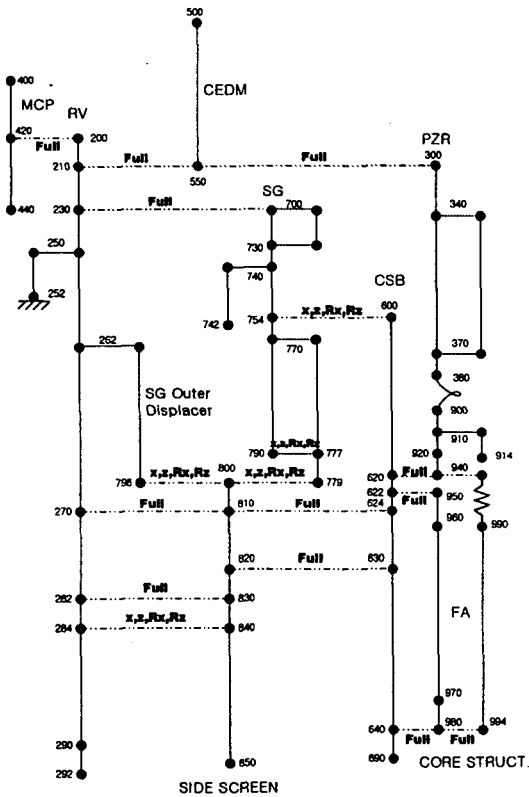 500
400
MCP
CEDM
RV
420
200
Full
PZR
300
210
Full
Full
550
SG
440
230
700
340
250
730
740
CSB
252
742
754
x,z,Rx,Rz
600
262
770
370
380
SG Outer
Displacer
900
910
x,z,Rx,Rz
790
777
920
914
796
x,z,Rx,Rz
800
x,z,Rx,Rz
779
620
Full
940
622
950
270
Full
810
Full
624
Full
960
990
820
Full
630
282
Full
830
FA
x,z,Rx,Rz
284
840
970
640
980
994
290
Full
Full
292
850
690
CORE STRUCT.
SIDE SCREEN